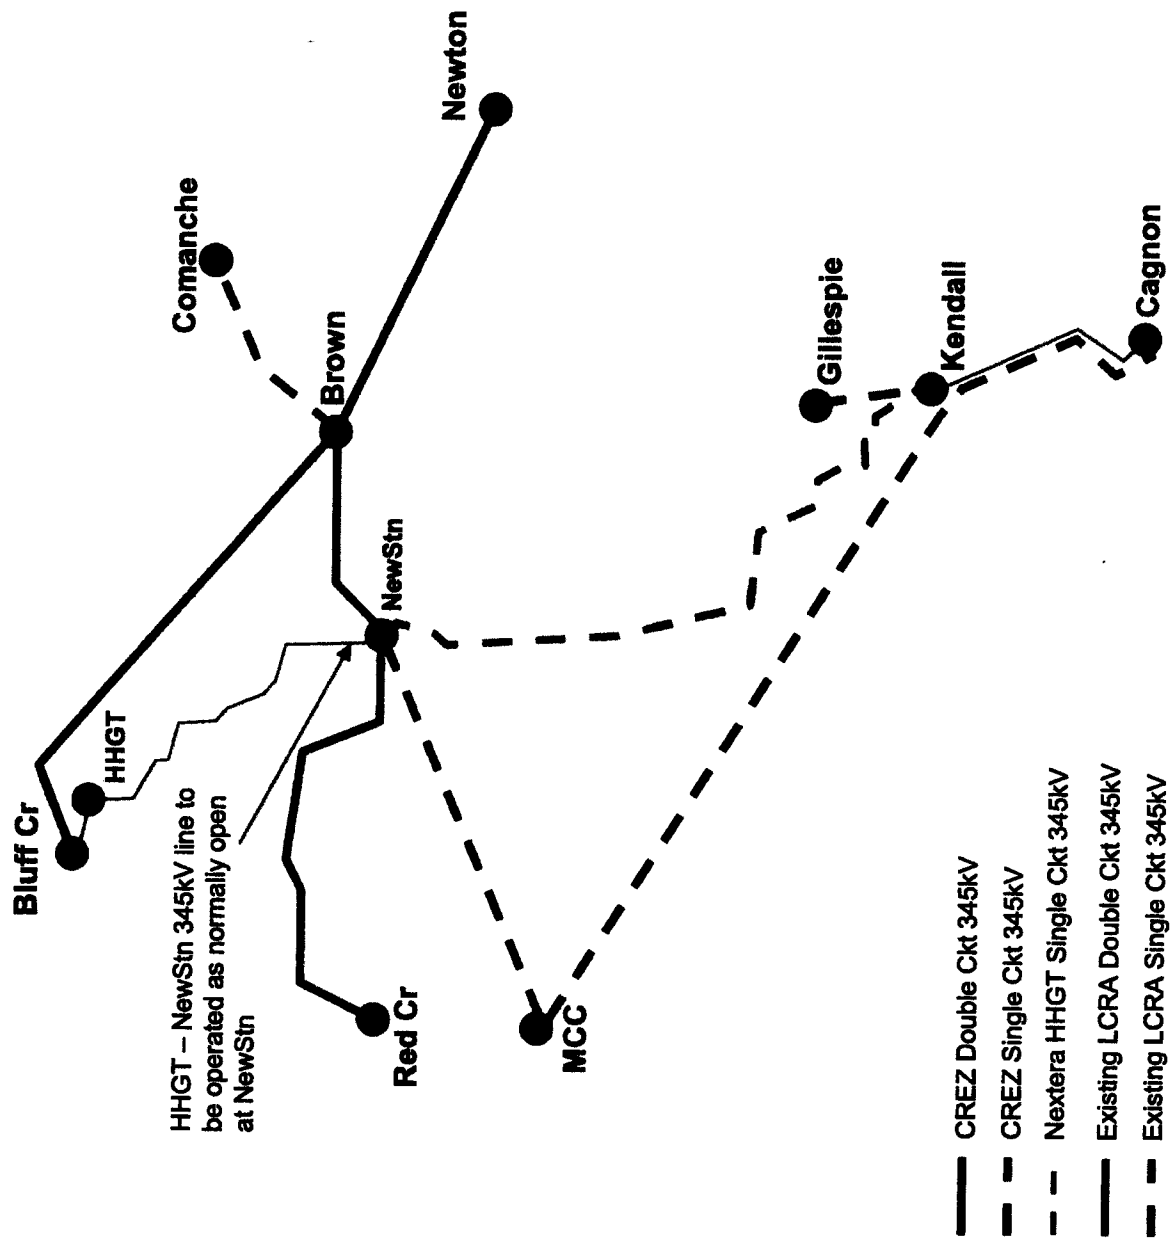 Newton
Comanche
Brown
Gillespie
Kendall
Cagnon
NewStn
HHGT
Bluff Cr
HHGT – NewStn 345kV line to
be operated as normally open
at NewStn
Red Cr
MCC
CREZ Double Ckt 345kV
CREZ Single Ckt 345kV
Nextera HHGT Single Ckt 345kV
Existing LCRA Double Ckt 345kV
Existing LCRA Single Ckt 345kV